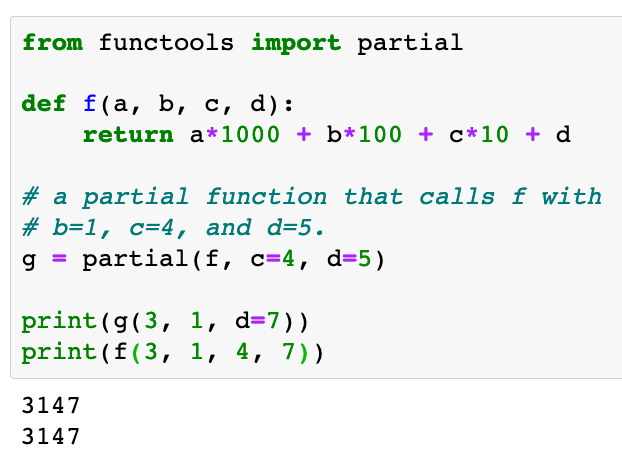 from functools import partial
def f(a, b, c, d):
    return a*1000 + b*100 + c*10 + d
# a partial function that calls f with
# b=1, c=4, and d=5.
g = partial(f, c=4, d=5)
print(g(3, 1, d=7))
print(f(3, 1, 4, 7))
3147
3147